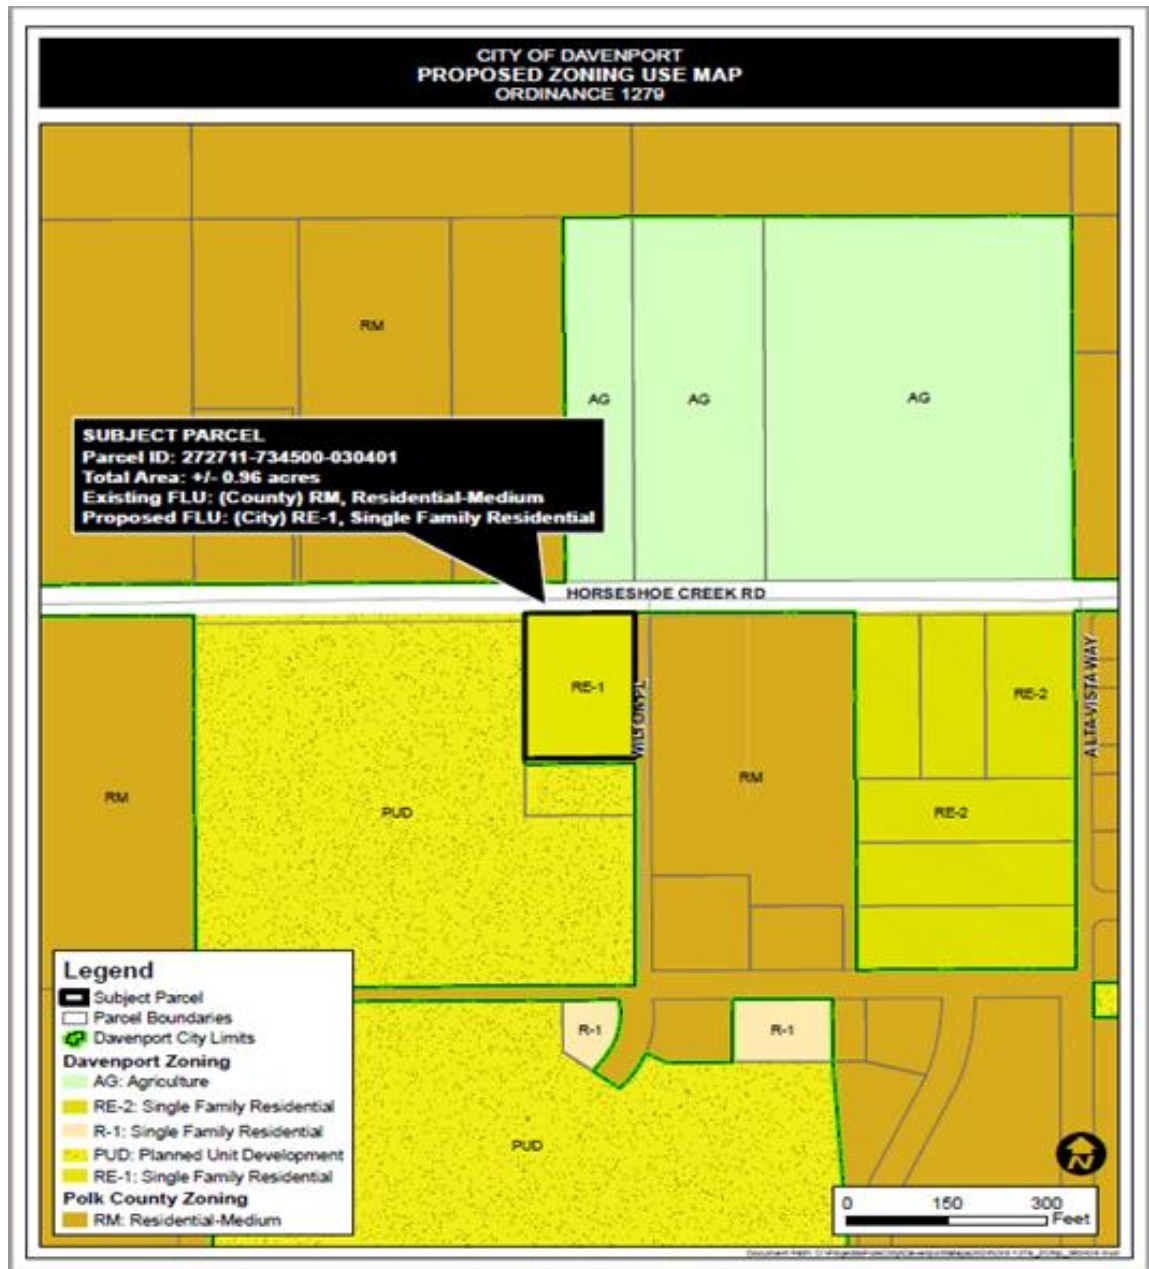 CITY OF DAVENPORT
PROPOSED ZONING USE MAP
ORDINANCE 1279
RM
AG
AG
AG
SUBJECT PARCEL
Parcel ID: 272711-734500-030401
Total Area: +/- 0.96 acres
Existing FLU: (County) RM, Residential-Medium
Proposed FLU: (City) RE-1, Single Family Residential
HORSESHOE CREEK RD
RE-1
RE-2
ALTA VISTA WAY
RM
RM
PUD
RE-2
R-1
R-1
PUD
Legend
Subject Parcel
Parcel Boundaries
Davenport City Limits
Davenport Zoning
AG: Agriculture
RE-2: Single Family Residential
R-1: Single Family Residential
PUD: Planned Unit Development
RE-1: Single Family Residential
Polk County Zoning
RM: Residential-Medium
N
0 150 300
Feet